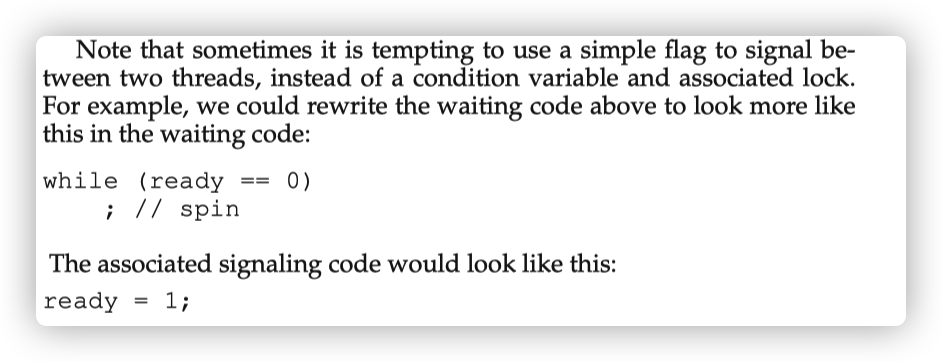 Note that sometimes it is tempting to use a simple flag to signal be-
tween two threads, instead of a condition variable and associated lock.
For example, we could rewrite the waiting code above to look more like
this in the waiting code:
while (ready == 0)
; // spin
The associated signaling code would look like this:
ready = 1;